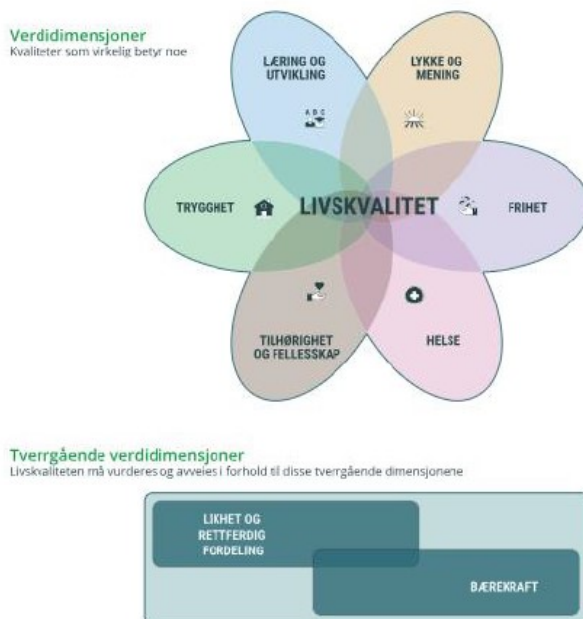 Verdidimensjoner
Kvaliteter som virkelig betyr noe
LÆRING OG
UTVIKLING
LYKKE OG
MENING
A B C
TRYGGHET
LIVSKVALITET
FRIHET
TILHØRIGHET
OG FELLESSKAP
HELSE
Tverrgående verdidimensjoner
Livskvaliteten må vurderes og avveies i forhold til disse tverrgående dimensjonene
LIKHET OG
RETTFERDIG
FORDELING
BÆREKRAFT